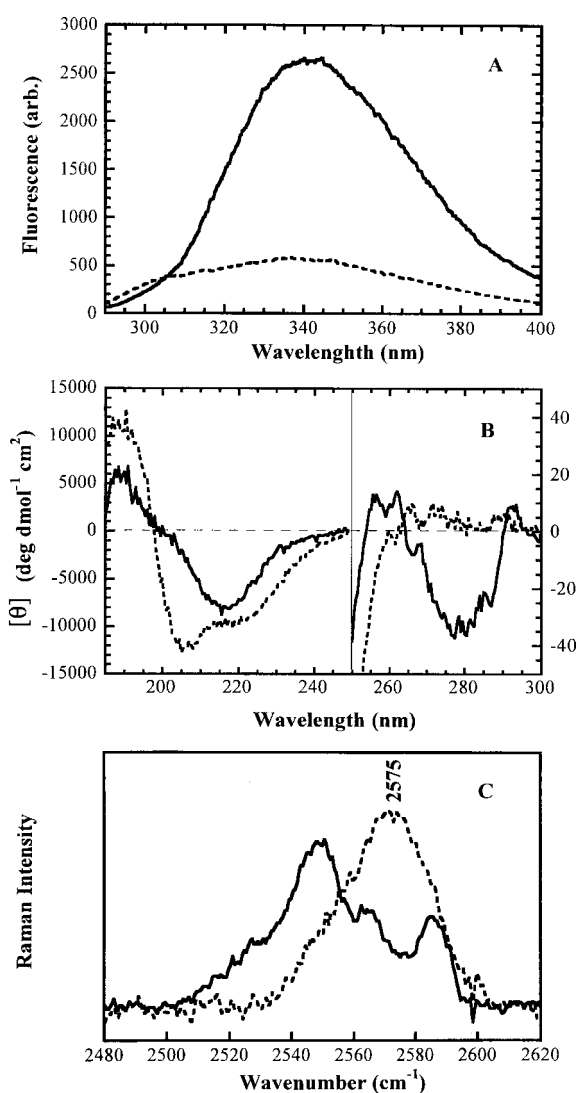 3000
2500
2000
1500
1000
500
0
Fluorescence (arb.)
A
300 320 340 360 380 400
Wavelenghth (nm)
15000
10000
5000
0
-5000
-10000
-15000
[θ] (deg dmol⁻¹ cm²)
B
40
20
0
-20
-40
200 220 240 260 280 300
Wavelength (nm)
Raman Intensity
2575
C
2480 2500 2520 2540 2560 2580 2600 2620
Wavenumber (cm⁻¹)